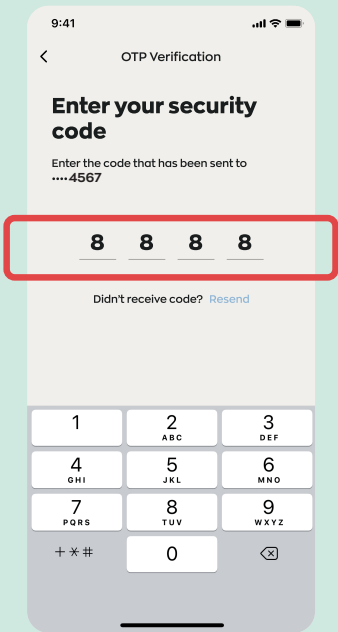 9:41
OTP Verification
Enter your security
code
Enter the code that has been sent to
••••4567
8 8 8 8
Didn't receive code? Resend
1 2 3
ABC DEF
4 5 6
GHI JKL MNO
7 8 9
PQRS TUV WXYZ
+*# 0